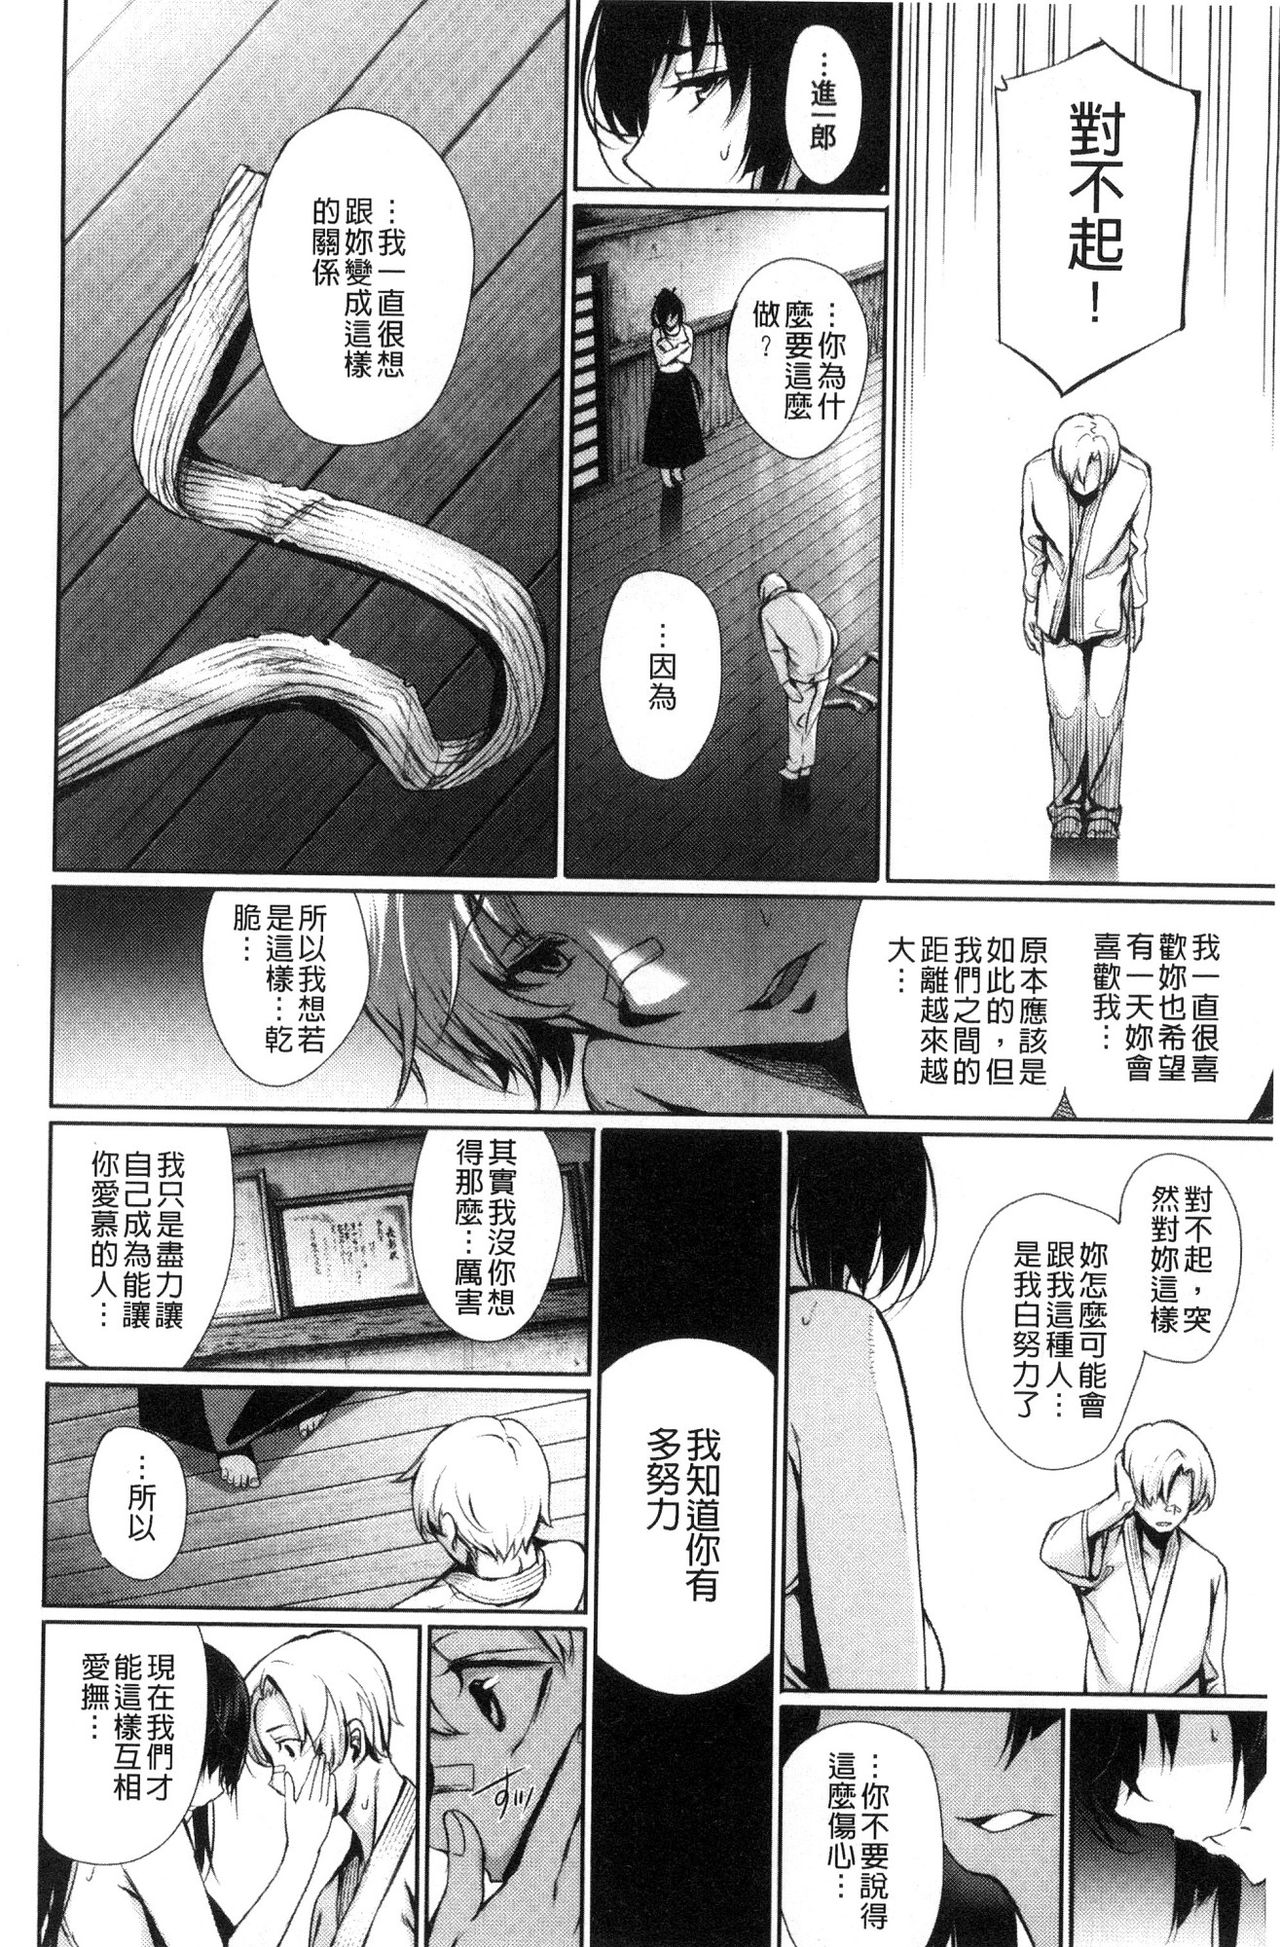 對不起！
…進一郎
…你為什
麼要這麼
做？
…因為
…我一直很想
跟妳變成這樣
的關係
我一直很喜
歡妳也希望
有一天妳會
喜歡我…
原本應該是
如此的，但
我們之間的
距離越來越
大…
所以我想若
是這樣…乾
脆…
對不起，突
然對妳這樣
妳怎麼可能會
跟我這種人…
是我白努力了
…你不要說得
這麼傷心…
我知道你有
多努力
其實我沒你想
得那麼…厲害
我只是盡力讓
自己成為能讓
你愛慕的人…
…所以
すッ
現在我們才
能這樣互相
愛撫…